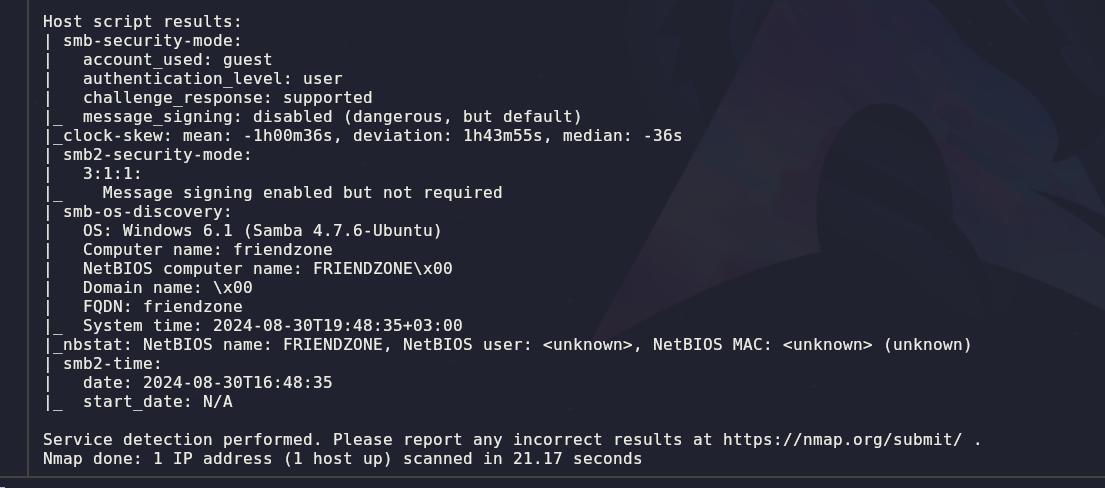 Host script results:
| smb-security-mode:
|   account_used: guest
|   authentication_level: user
|   challenge_response: supported
|_  message_signing: disabled (dangerous, but default)
|_clock-skew: mean: -1h00m36s, deviation: 1h43m55s, median: -36s
| smb2-security-mode:
|   3:1:1:
|_    Message signing enabled but not required
| smb-os-discovery:
|   OS: Windows 6.1 (Samba 4.7.6-Ubuntu)
|   Computer name: friendzone
|   NetBIOS computer name: FRIENDZONE\x00
|   Domain name: \x00
|   FQDN: friendzone
|_  System time: 2024-08-30T19:48:35+03:00
|_nbstat: NetBIOS name: FRIENDZONE, NetBIOS user: <unknown>, NetBIOS MAC: <unknown> (unknown)
| smb2-time:
|   date: 2024-08-30T16:48:35
|_  start_date: N/A

Service detection performed. Please report any incorrect results at https://nmap.org/submit/ .
Nmap done: 1 IP address (1 host up) scanned in 21.17 seconds